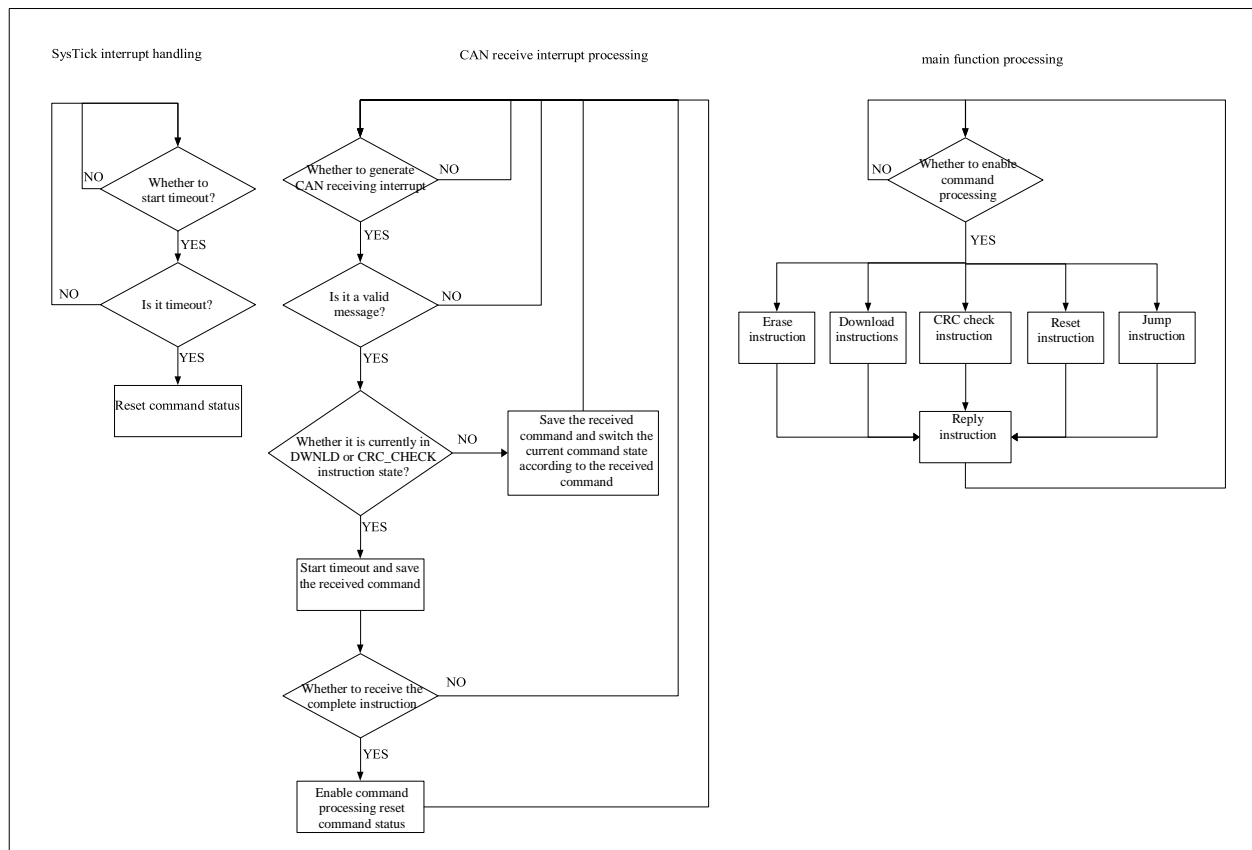 SysTick interrupt handling
NO
Whether to
start timeout?
YES
NO
Is it timeout?
YES
Reset command status
CAN receive interrupt processing
Whether to generate
CAN receiving interrupt
NO
YES
Is it a valid
message?
NO
YES
Whether it is currently in
DWNLD or CRC_CHECK
instruction state?
NO
Save the received
command and switch the
current command state
according to the received
command
YES
Start timeout and save
the received command
Whether to receive the
complete instruction
NO
YES
Enable command
processing reset
command status
main function processing
NO
Whether to enable
command
processing
YES
Erase
instruction
Download
instructions
CRC check
instruction
Reset
instruction
Jump
instruction
Reply
instruction